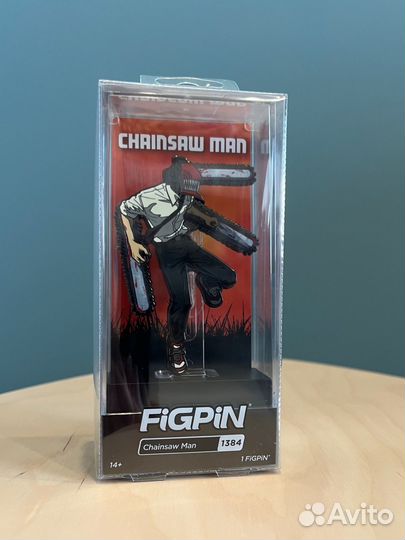 CHAINSAW MAN
FiGPiN
Chainsaw Man 1384
14+ 1 FiGPiN
Avito